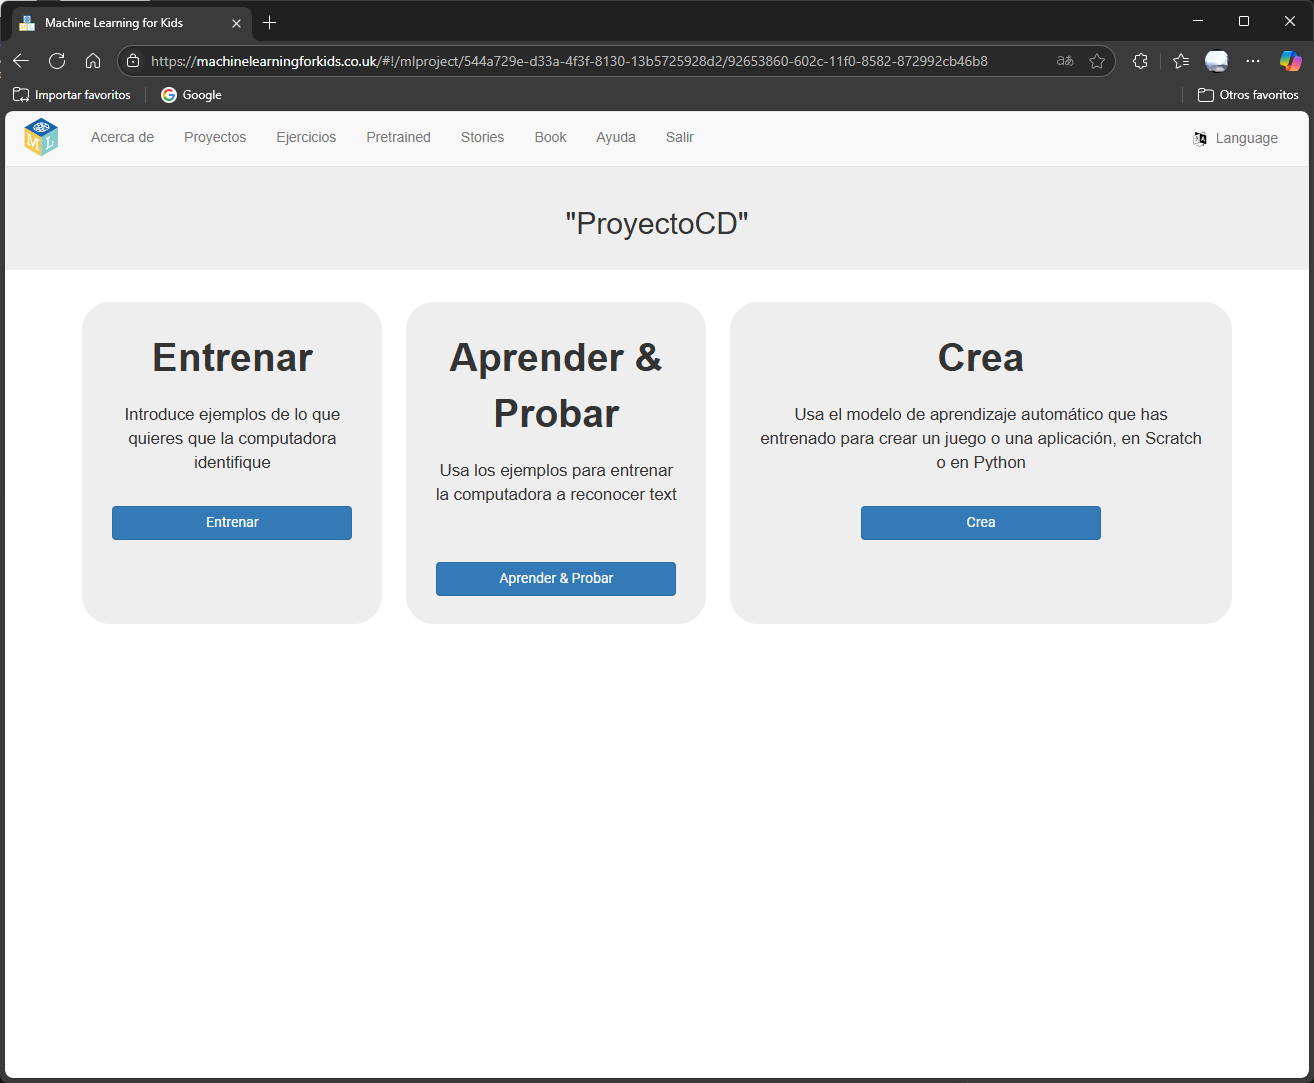 Machine Learning for Kids
https://machinelearningforkids.co.uk/#!/mlproject/544a729e-d33a-4f3f-8130-13b5725928d2/92653860-602c-11f0-8582-872992cb46b8
Importar favoritos
Google
Otros favoritos
ML
Acerca de
Proyectos
Ejercicios
Pretrained
Stories
Book
Ayuda
Salir
Language
"ProyectoCD"
Entrenar
Introduce ejemplos de lo que
quieres que la computadora
identifique
Entrenar
Aprender &
Probar
Usa los ejemplos para entrenar
la computadora a reconocer text
Aprender & Probar
Crea
Usa el modelo de aprendizaje automático que has
entrenado para crear un juego o una aplicación, en Scratch
o en Python
Crea